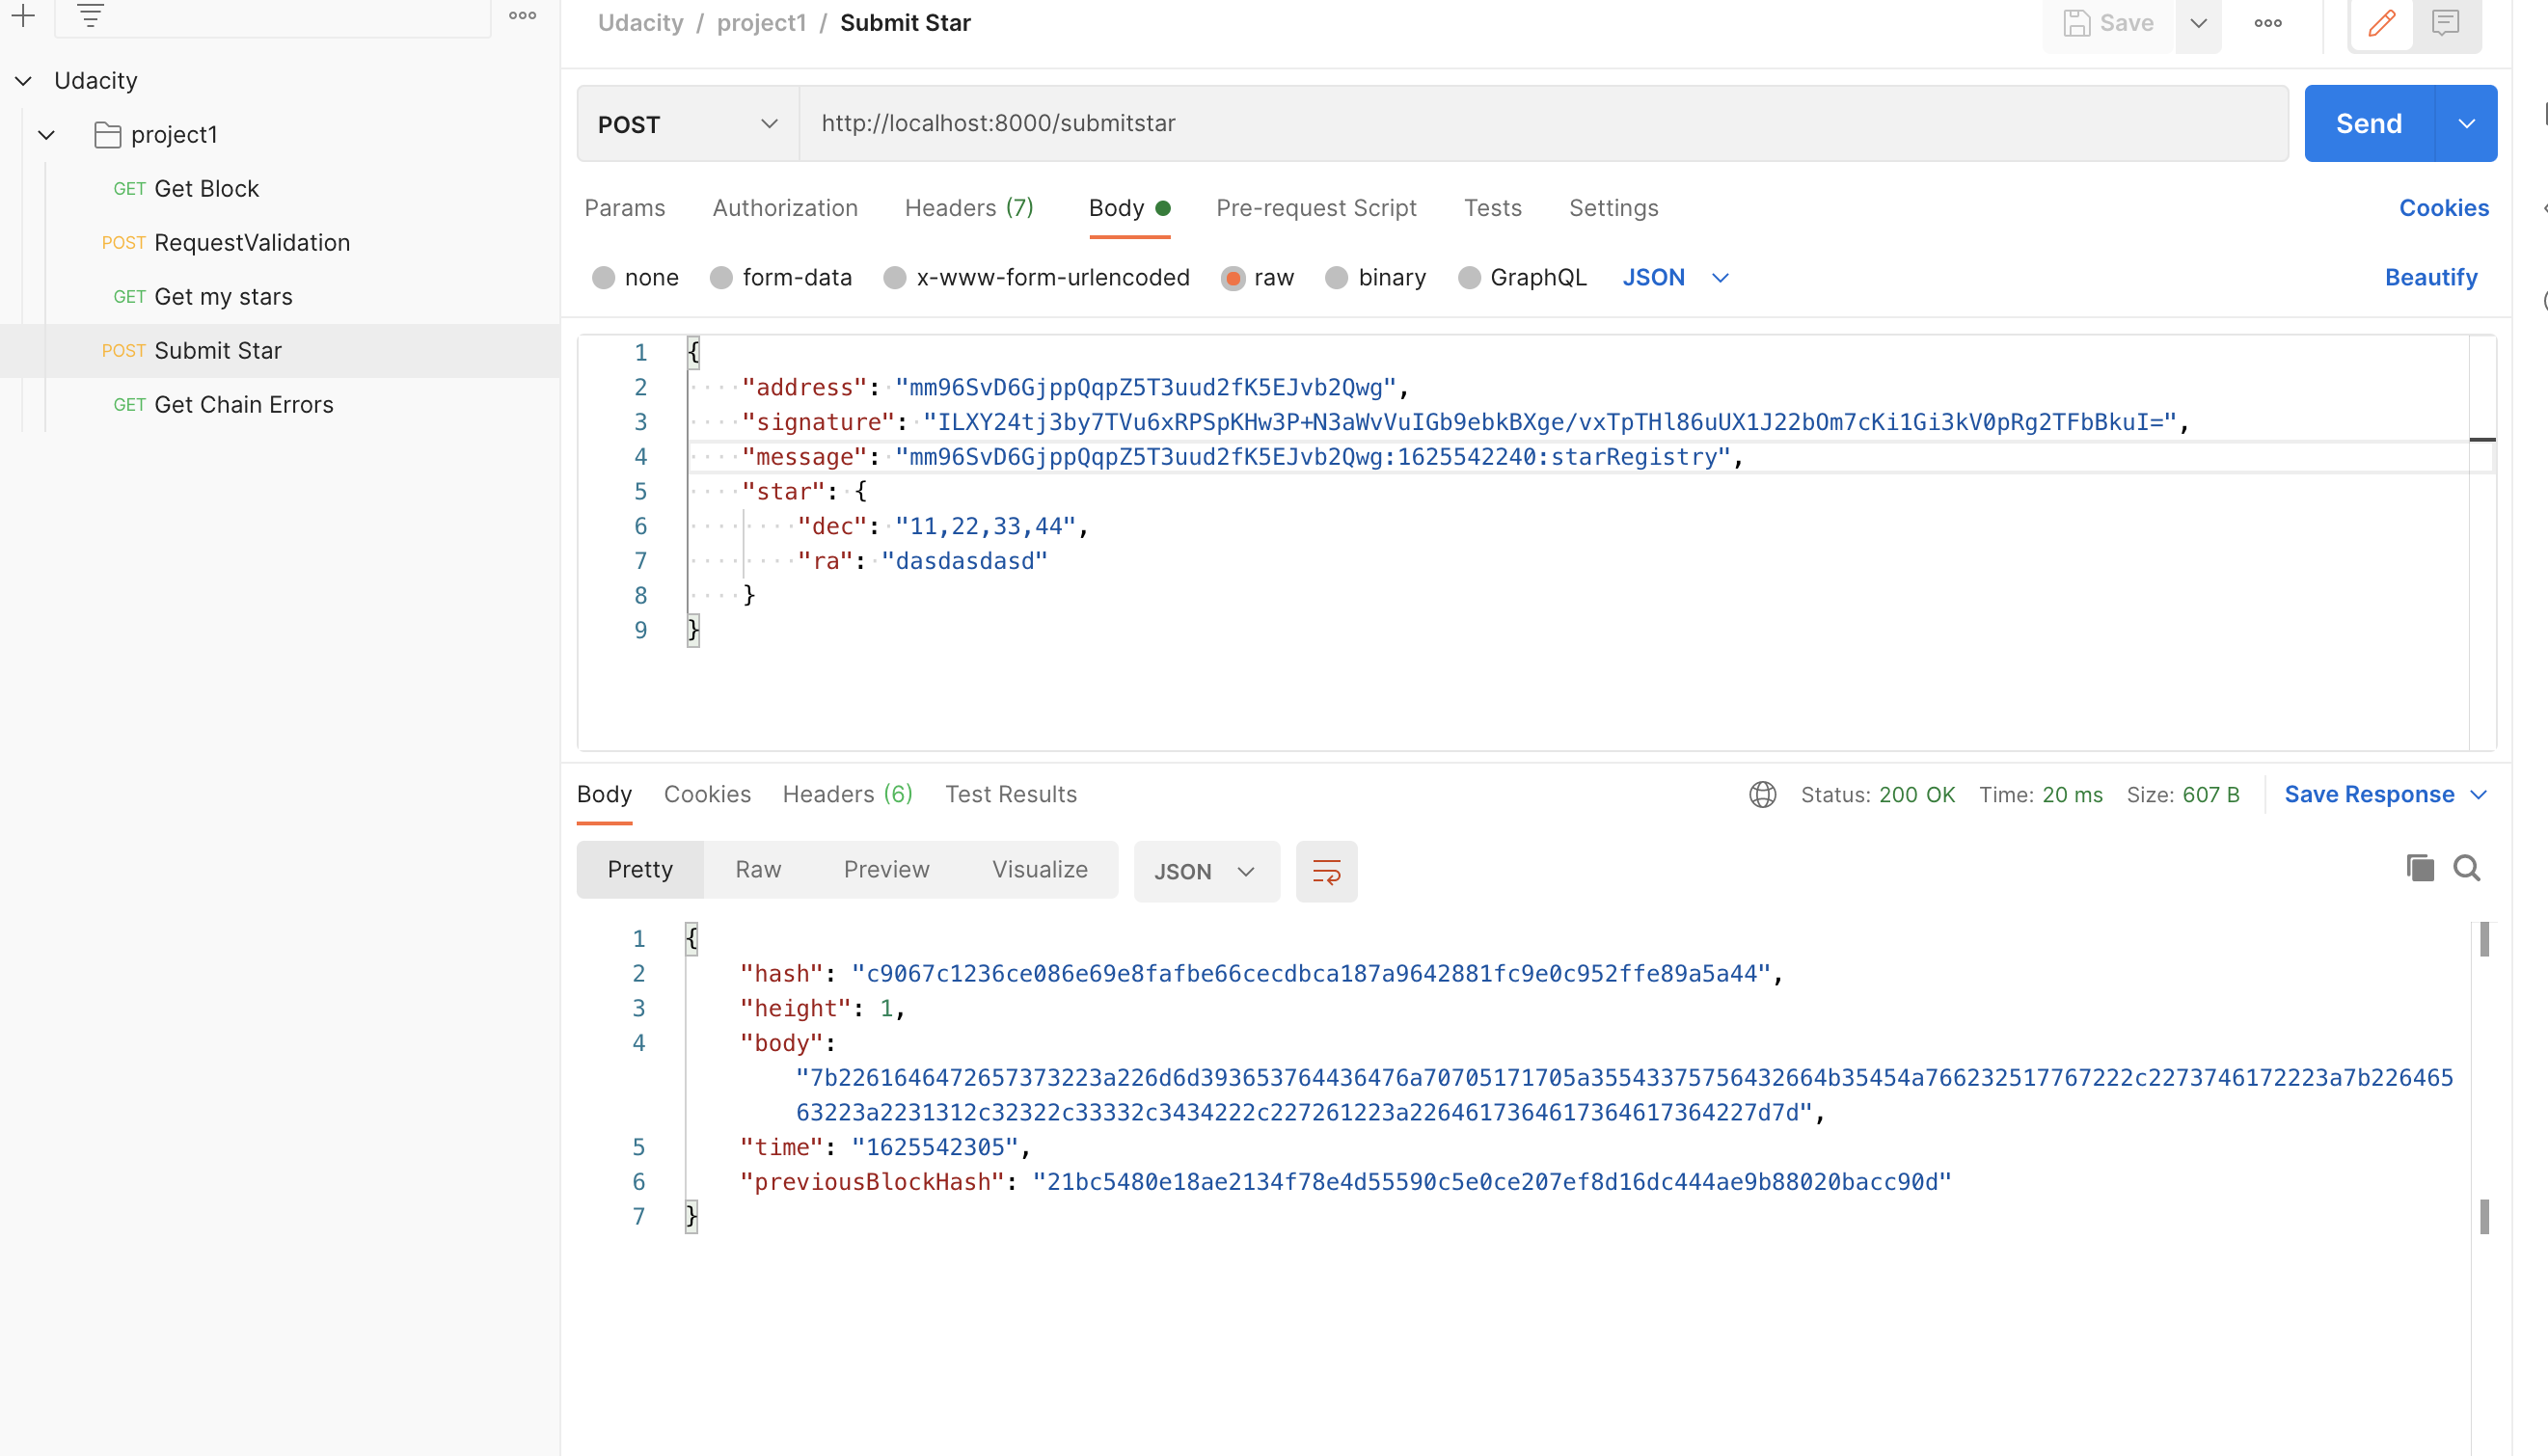 Udacity
project1
GET Get Block
POST RequestValidation
GET Get my stars
POST Submit Star
GET Get Chain Errors
Udacity / project1 / Submit Star
Save
POST
http://localhost:8000/submitstar
Send
Params Authorization Headers (7) Body Pre-request Script Tests Settings Cookies
none form-data x-www-form-urlencoded raw binary GraphQL JSON Beautify
1 {
2 "address": "mm96SvD6GjppQqpZ5T3uud2fK5EJvb2Qwg",
3 "signature": "ILXY24tj3by7TVu6xRPSpKHw3P+N3aWvVuIGb9ebkBXge/vxTpTHl86uUX1J22bOm7cKi1Gi3kV0pRg2TFbBkuI=",
4 "message": "mm96SvD6GjppQqpZ5T3uud2fK5EJvb2Qwg:1625542240:starRegistry",
5 "star": {
6 "dec": "11,22,33,44",
7 "ra": "dasdasdasd"
8 }
9 }
Body Cookies Headers (6) Test Results Status: 200 OK Time: 20 ms Size: 607 B Save Response
Pretty Raw Preview Visualize JSON
1 {
2 "hash": "c9067c1236ce086e69e8fafbe66cecdbca187a9642881fc9e0c952ffe89a5a44",
3 "height": 1,
4 "body":
"7b2261646472657373223a226d6d393653764436476a70705171705a35543375756432664b35454a766232517767222c2273746172223a7b226465
63223a2231312c32322c33332c3434222c227261223a2264617364617364617364227d7d",
5 "time": "1625542305",
6 "previousBlockHash": "21bc5480e18ae2134f78e4d55590c5e0ce207ef8d16dc444ae9b88020bacc90d"
7 }